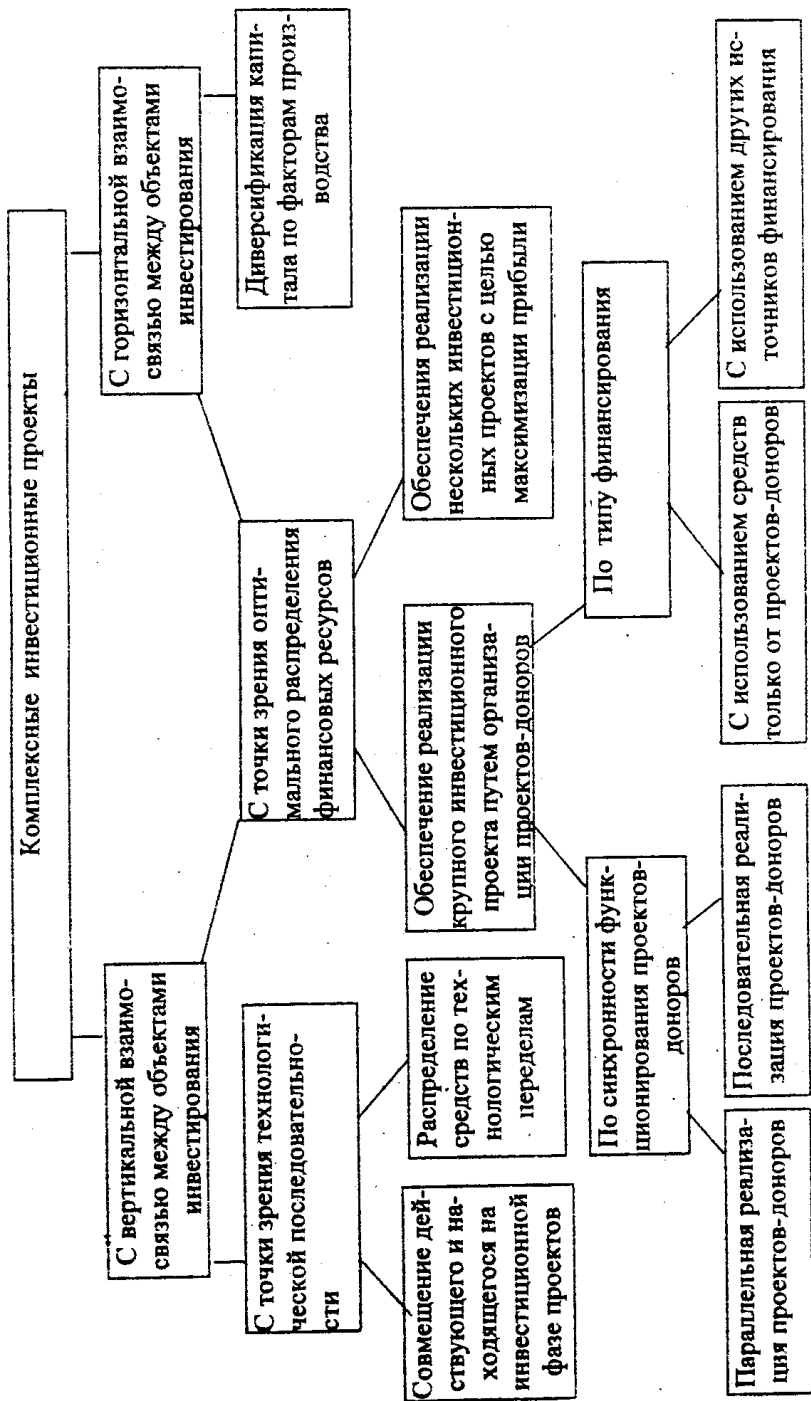 Комплексные инвестиционные проекты
С вертикальной взаимо-
связью между объектами
инвестирования
С горизонтальной взаимо-
связью между объектами
инвестирования
С точки зрения технологи-
ческой последовательно-
сти
С точки зрения опти-
мального распределения
финансовых ресурсов
Диверсификация капи-
тала по факторам произ-
водства
Совмещение дей-
ствующего и на-
ходящегося на
инвестиционной
фазе проектов
Распределение
средств по тех-
нологическим
переделам
Обеспечение реализации
крупного инвестиционного
проекта путем организа-
ции проектов-доноров
Обеспечения реализации
нескольких инвестицион-
ных проектов с целью
максимизации прибыли
По синхронности функ-
ционирования проектов-
доноров
По типу финансирования
Параллельная реализа-
ция проектов-доноров
Последовательная реали-
зация проектов-доноров
С использованием средств
только от проектов-доноров
С использованием других ис-
точников финансирования